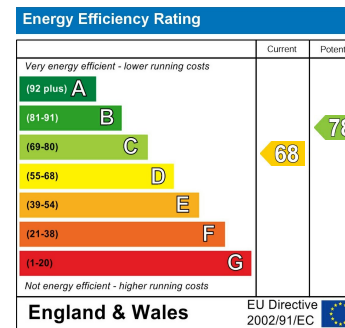 Energy Efficiency Rating
Current Potent
Very energy efficient - lower running costs
(92 plus) A
(81-91) B
(69-80) C
78
68
(55-68) D
(39-54) E
(21-38) F
(1-20) G
Not energy efficient - higher running costs
England & Wales
EU Directive
2002/91/EC